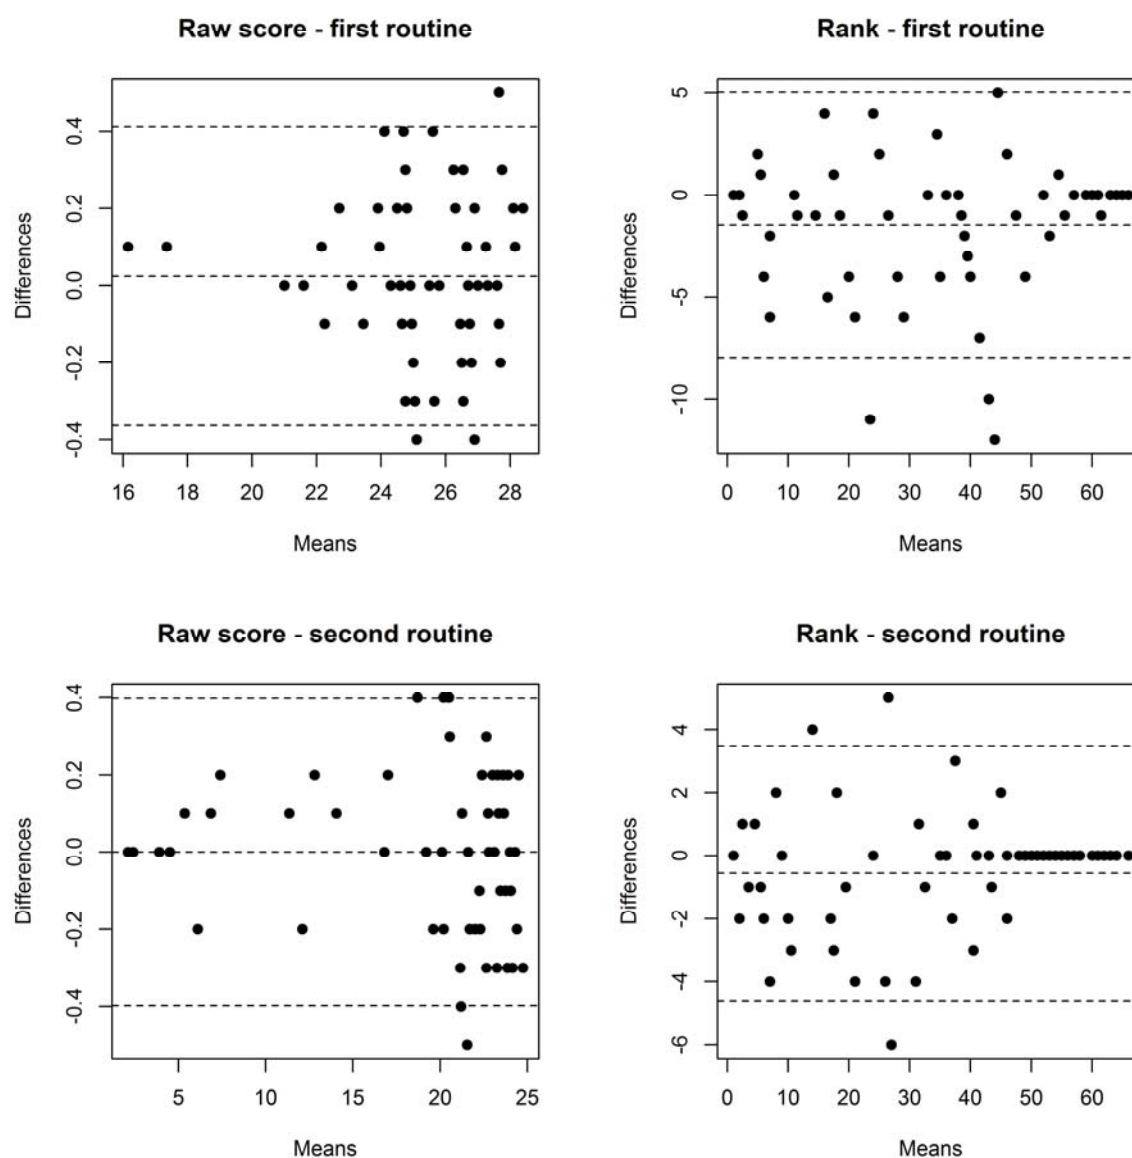 Raw score - first routine
Differences
0.4
0.2
0.0
-0.2
-0.4
16 18 20 22 24 26 28
Means
Rank - first routine
Differences
5
0
-5
-10
0 10 20 30 40 50 60
Means
Raw score - second routine
Differences
0.4
0.2
0.0
-0.2
-0.4
5 10 15 20 25
Means
Rank - second routine
Differences
4
2
0
-2
-4
-6
0 10 20 30 40 50 60
Means